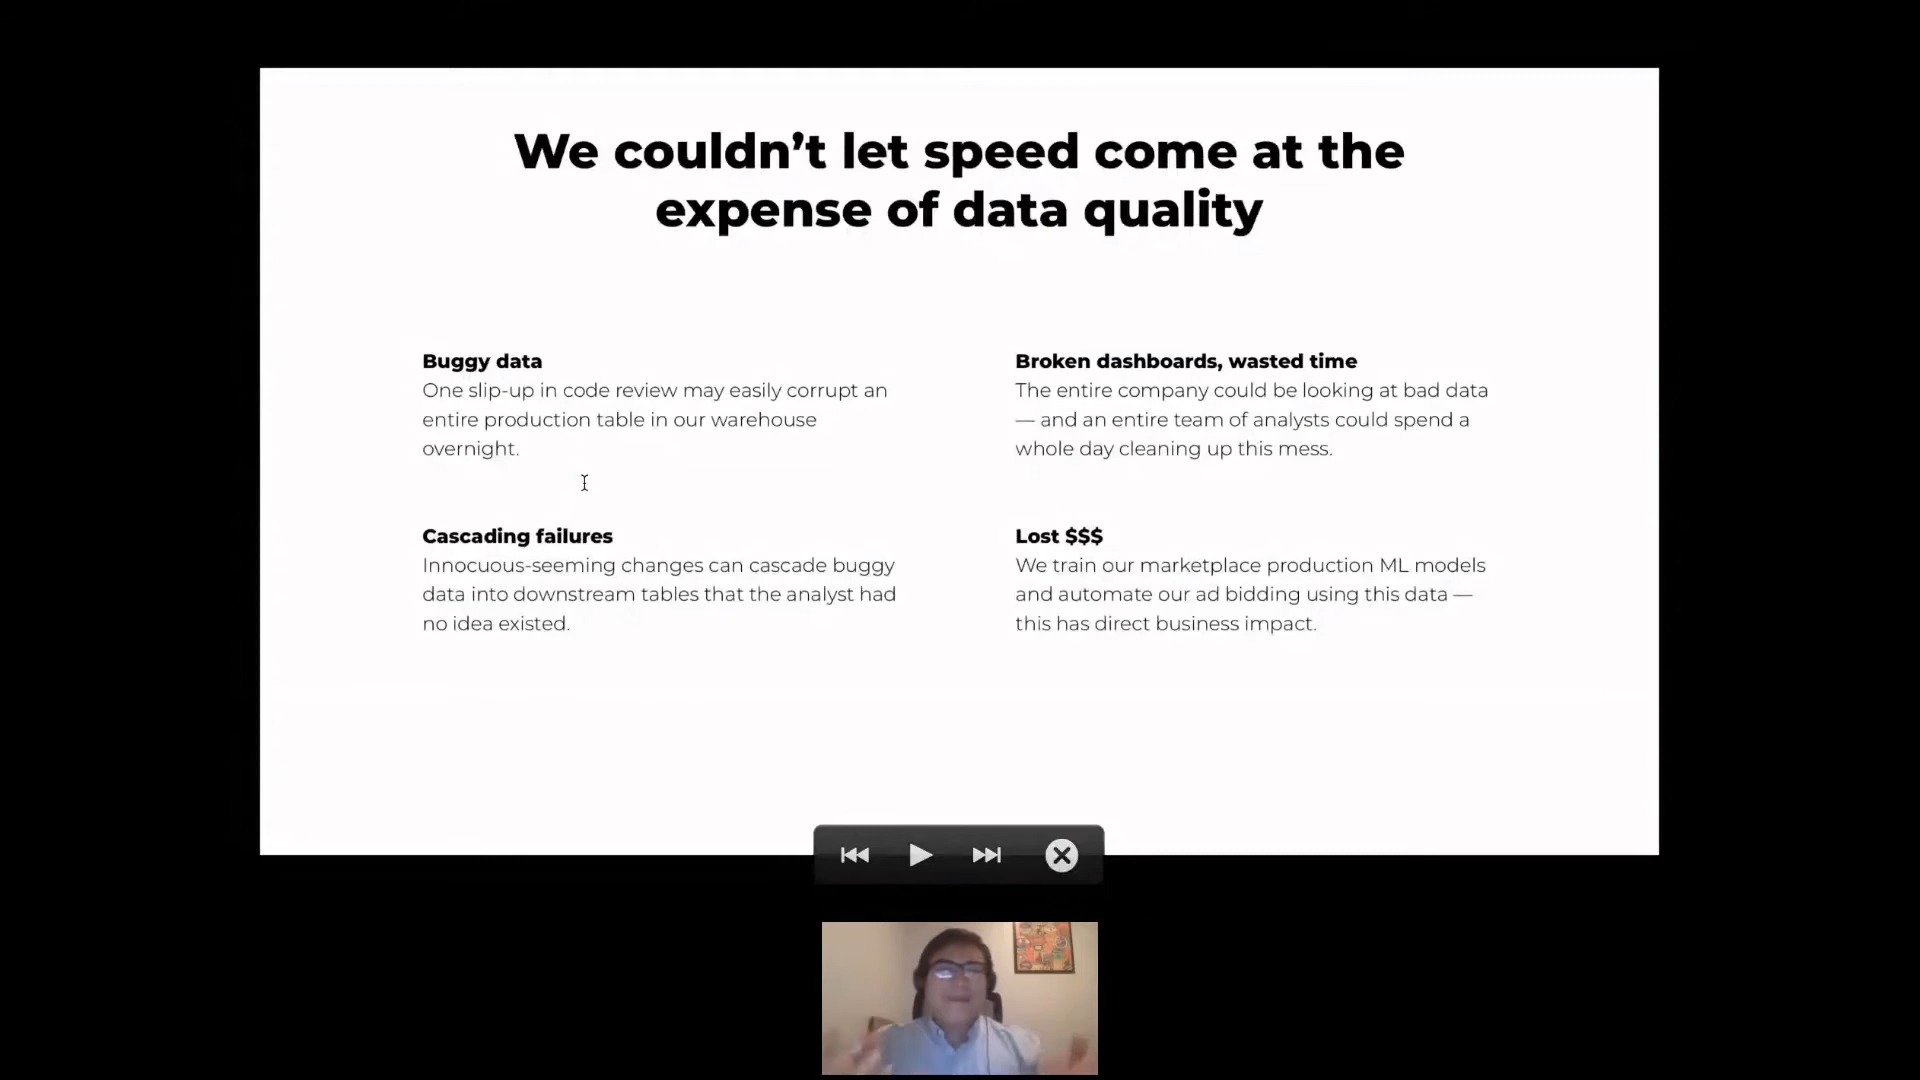 We couldn’t let speed come at the
expense of data quality
Buggy data
One slip-up in code review may easily corrupt an
entire production table in our warehouse
overnight.
Broken dashboards, wasted time
The entire company could be looking at bad data
— and an entire team of analysts could spend a
whole day cleaning up this mess.
Cascading failures
Innocuous-seeming changes can cascade buggy
data into downstream tables that the analyst had
no idea existed.
Lost $$$
We train our marketplace production ML models
and automate our ad bidding using this data —
this has direct business impact.